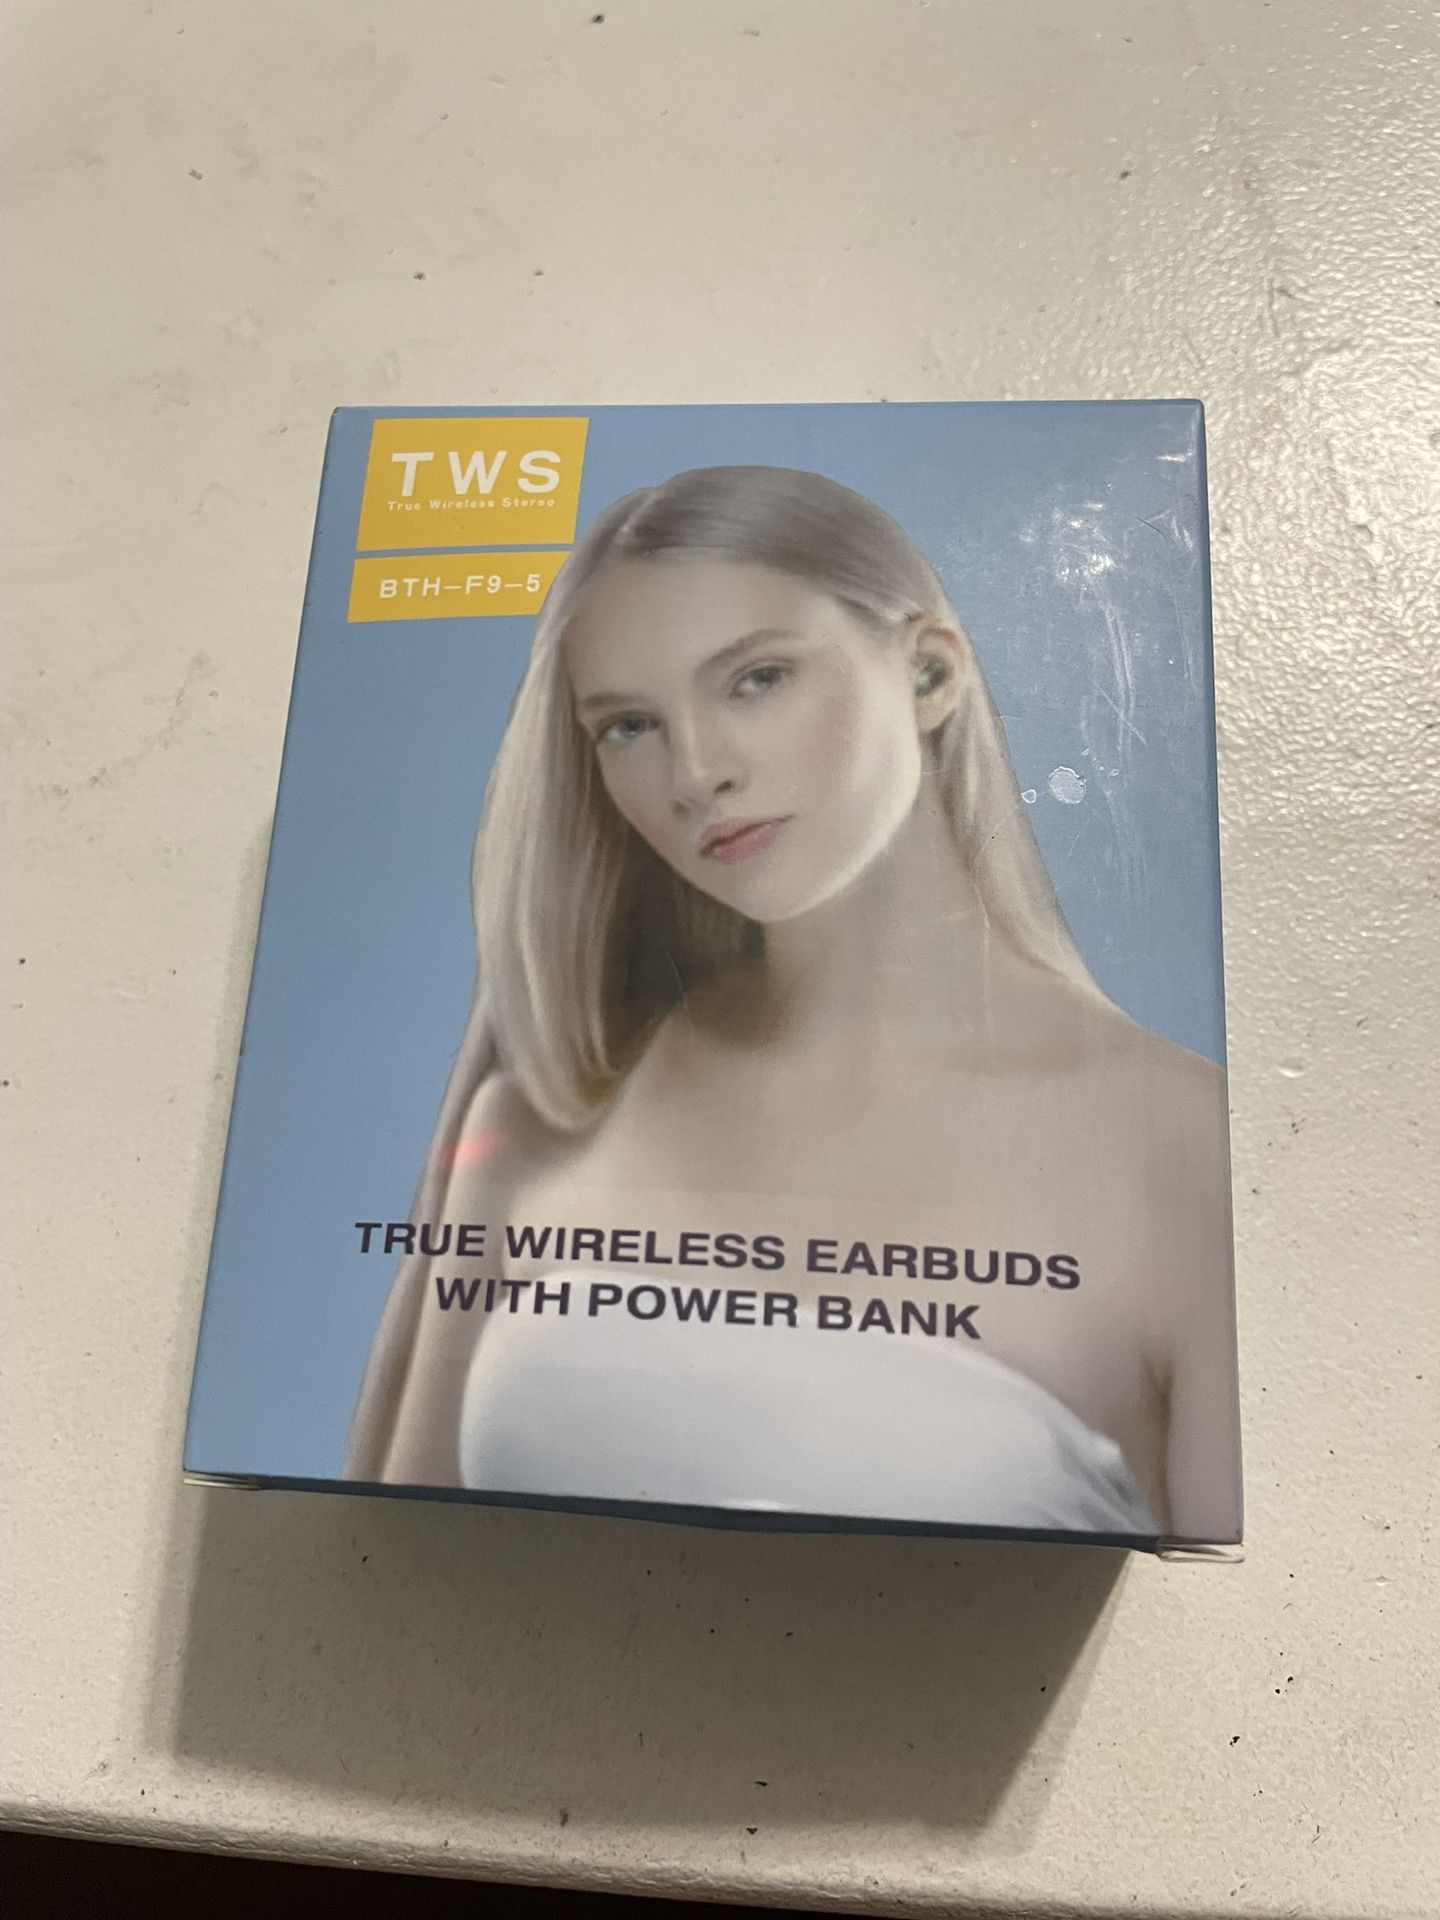 TWS
True Wireless Stereo
BTH-F9-5
TRUE WIRELESS EARBUDS
WITH POWER BANK